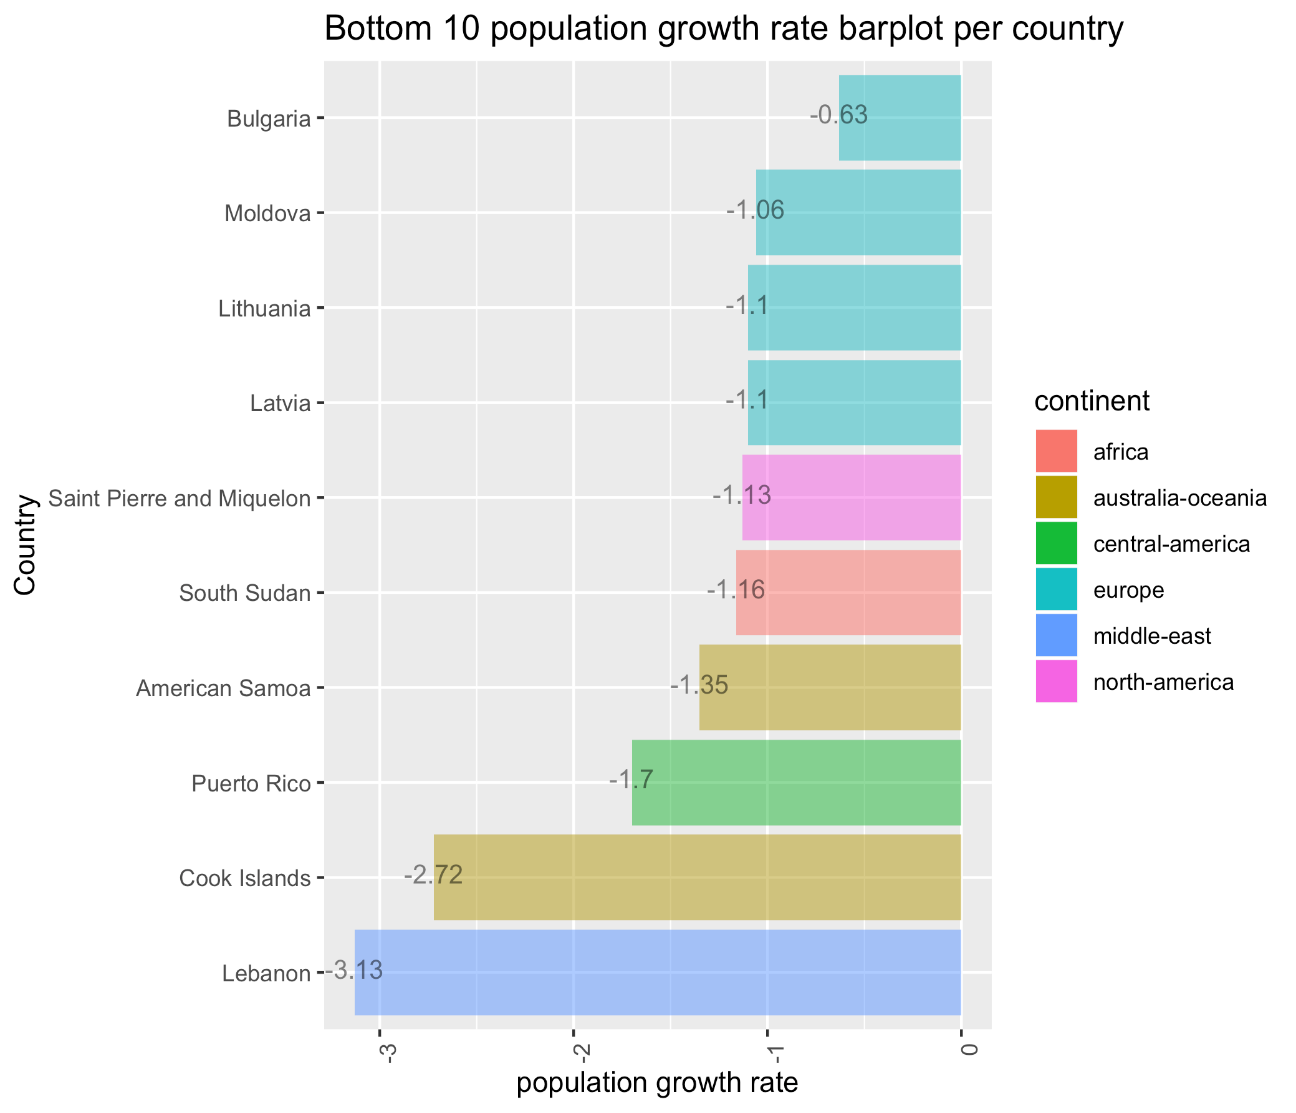 Bottom 10 population growth rate barplot per country
Country
Bulgaria -0.63
Moldova -1.06
Lithuania -1.1
Latvia -1.1
Saint Pierre and Miquelon -1.13
South Sudan -1.16
American Samoa -1.35
Puerto Rico -1.7
Cook Islands -2.72
Lebanon -3.13
-3 -2 -1 0
population growth rate
continent
africa
australia-oceania
central-america
europe
middle-east
north-america